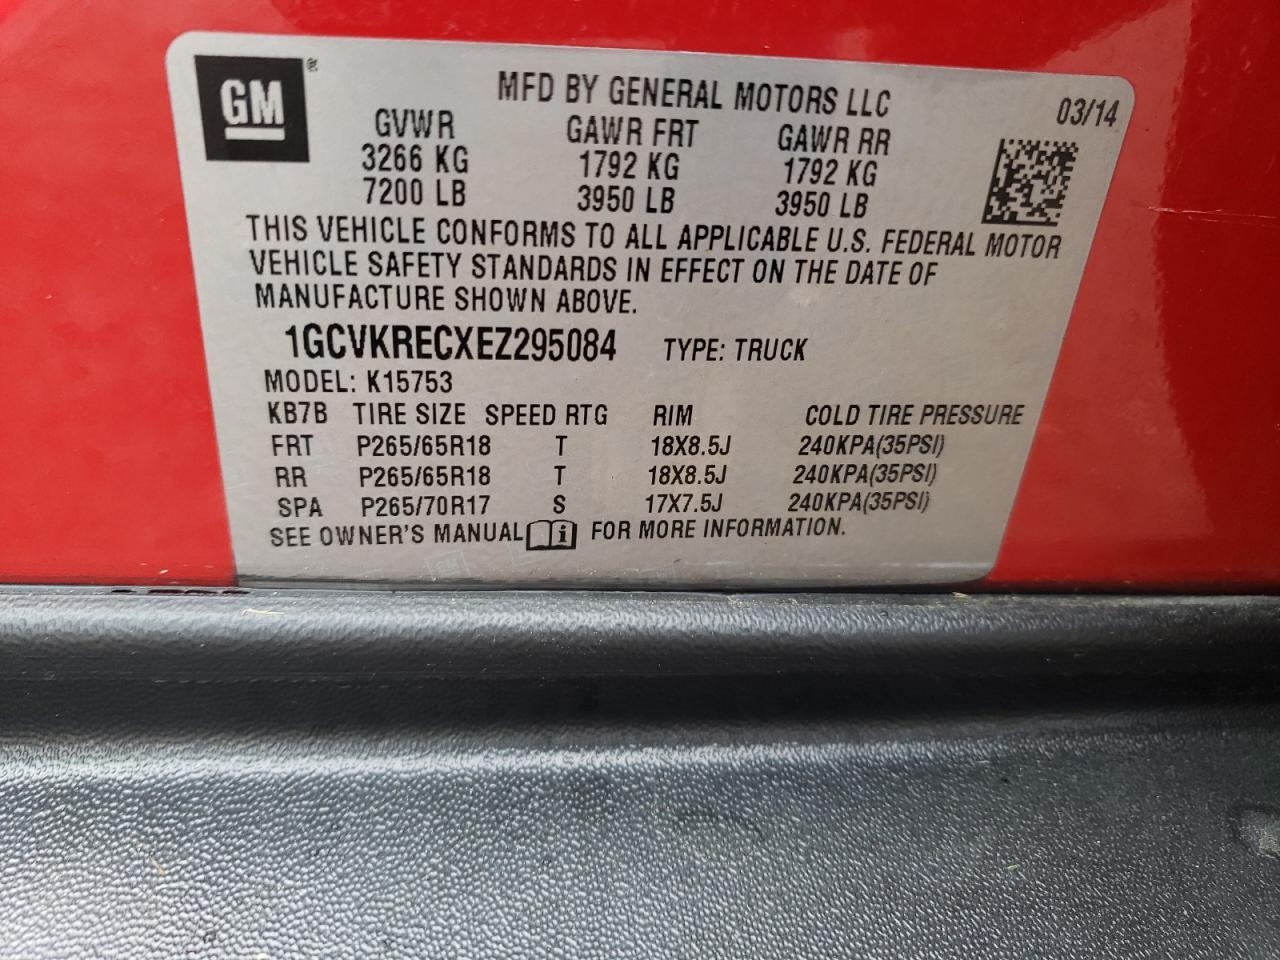 GM®
MFD BY GENERAL MOTORS LLC 03/14
GVWR GAWR FRT GAWR RR
3266 KG 1792 KG 1792 KG
7200 LB 3950 LB 3950 LB
THIS VEHICLE CONFORMS TO ALL APPLICABLE U.S. FEDERAL MOTOR
VEHICLE SAFETY STANDARDS IN EFFECT ON THE DATE OF
MANUFACTURE SHOWN ABOVE.
1GCVKRECXEZ295084 TYPE: TRUCK
MODEL: K15753
KB7B TIRE SIZE SPEED RTG RIM COLD TIRE PRESSURE
FRT P265/65R18 T 18X8.5J 240KPA(35PSI)
RR P265/65R18 T 18X8.5J 240KPA(35PSI)
SPA P265/70R17 S 17X7.5J 240KPA(35PSI)
SEE OWNER'S MANUAL i FOR MORE INFORMATION.
GM